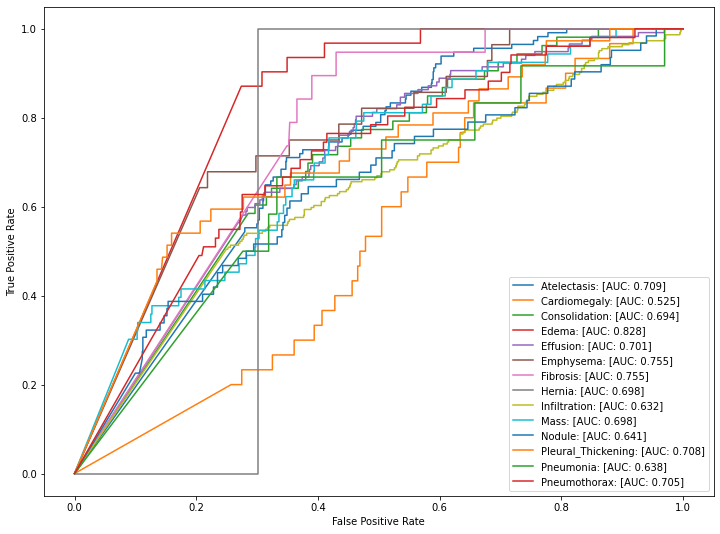 1.0
0.8
0.6
0.4
0.2
0.0
True Positive Rate
0.0 0.2 0.4 0.6 0.8 1.0
False Positive Rate
Atelectasis: [AUC: 0.709]
Cardiomegaly: [AUC: 0.525]
Consolidation: [AUC: 0.694]
Edema: [AUC: 0.828]
Effusion: [AUC: 0.701]
Emphysema: [AUC: 0.755]
Fibrosis: [AUC: 0.755]
Hernia: [AUC: 0.698]
Infiltration: [AUC: 0.632]
Mass: [AUC: 0.698]
Nodule: [AUC: 0.641]
Pleural_Thickening: [AUC: 0.708]
Pneumonia: [AUC: 0.638]
Pneumothorax: [AUC: 0.705]